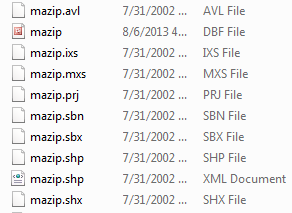 mazip.avl 7/31/2002 ... AVL File
mazip 8/6/2013 4... DBF File
mazip.ixs 7/31/2002 ... IXS File
mazip.mxs 7/31/2002 ... MXS File
mazip.prj 7/31/2002 ... PRJ File
mazip.sbn 7/31/2002 ... SBN File
mazip.sbx 7/31/2002 ... SBX File
mazip.shp 7/31/2002 ... SHP File
mazip.shp 7/31/2002 ... XML Document
mazip.shx 7/31/2002 ... SHX File